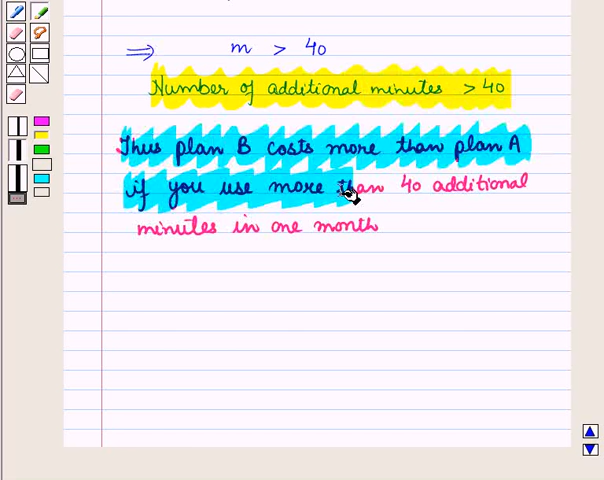 ⟹ m > 40
Number of additional minutes > 40
Thus plan B costs more than plan A
if you use more than 40 additional
minutes in one month